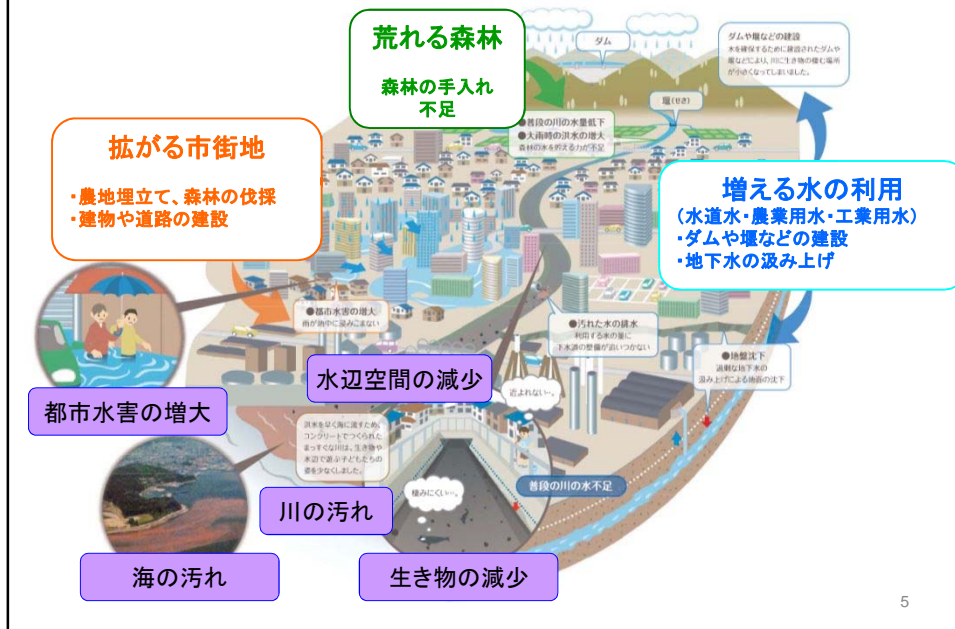 荒れる森林
森林の手入れ
不足
ダム
ダムや堰などの建設
水を確保するために建設されたダムや
堰などにより、川に生き物の棲む場所
が小さくなってしまいました。
堰(せき)
●普段の川の水量低下
●大雨時の洪水の増大
森林の水を貯える力が不足
拡がる市街地
・農地埋立て、森林の伐採
・建物や道路の建設
増える水の利用
(水道水・農業用水・工業用水)
・ダムや堰などの建設
・地下水の汲み上げ
●都市水害の増大
雨が地中に浸みこまない
●汚れた水の排水
利用する水の量に
下水道の整備が追いつかない
●地盤沈下
過剰な地下水の
汲み上げによる地面の沈下
水辺空間の減少
近よれない…。
都市水害の増大
洪水を早く海に流すため、
コンクリートでつくられた
まっすぐな川は、生き物や
水辺で遊ぶ子どもたちの
姿を少なくしました。
棲みにくい…。
普段の川の水不足
川の汚れ
海の汚れ
生き物の減少
5